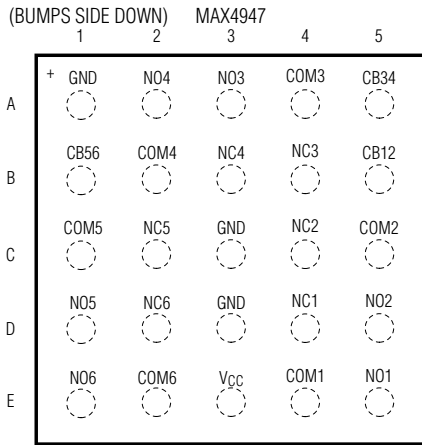 (BUMPS SIDE DOWN) MAX4947
1 2 3 4 5
+ GND NO4 NO3 COM3 CB34
A
CB56 COM4 NC4 NC3 CB12
B
COM5 NC5 GND NC2 COM2
C
NO5 NC6 GND NC1 NO2
D
NO6 COM6 VCC COM1 NO1
E